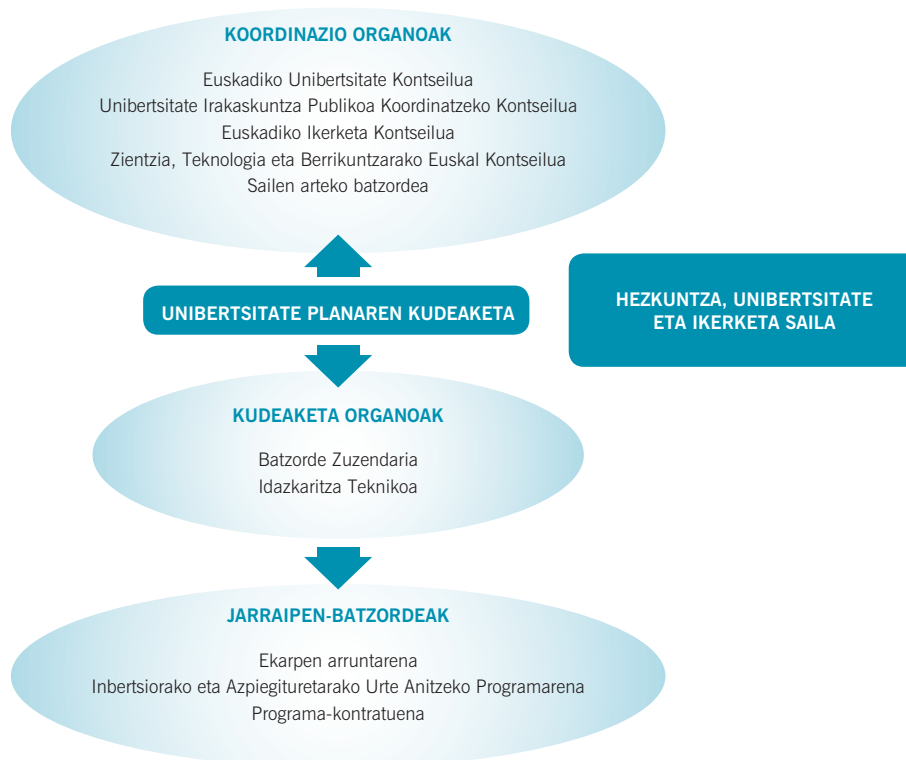 KOORDINAZIO ORGANOAK
Euskadiko Unibertsitate Kontseilua
Unibertsitate Irakaskuntza Publikoa Koordinatzeko Kontseilua
Euskadiko Ikerketa Kontseilua
Zientzia, Teknologia eta Berrikuntzarako Euskal Kontseilua
Sailen arteko batzordea
UNIBERTSITATE PLANAREN KUDEAKETA
HEZKUNTZA, UNIBERTSITATE
ETA IKERKETA SAILA
KUDEAKETA ORGANOAK
Batzorde Zuzendaria
Idazkaritza Teknikoa
JARRAIPEN-BATZORDEAK
Ekarpen arruntarena
Inbertsiorako eta Azpiegituretarako Urte Anitzeko Programarena
Programa-kontratuena